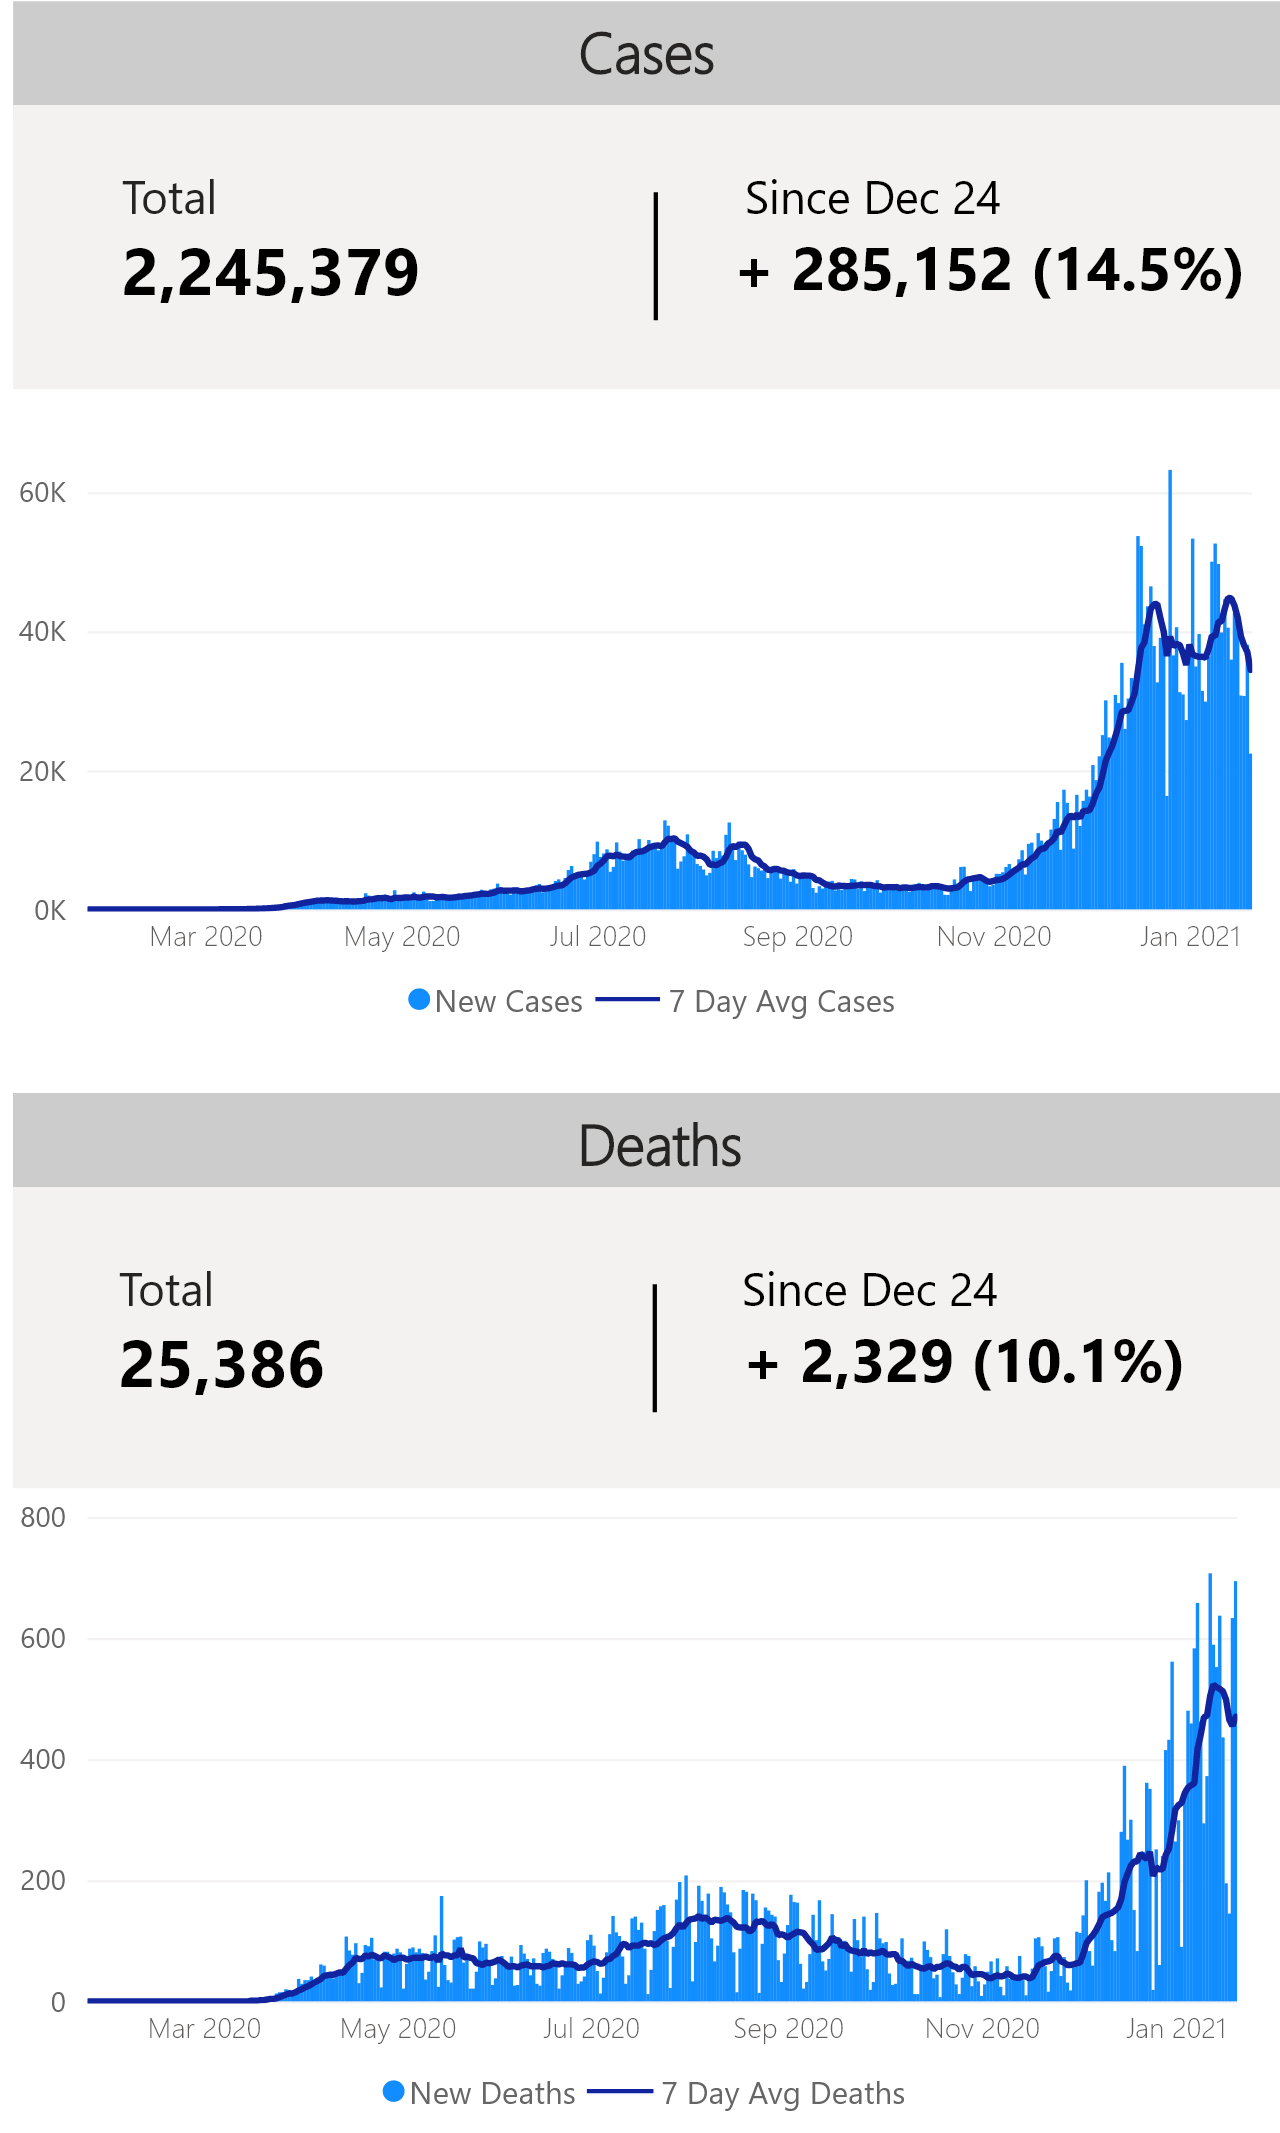 Cases
Total
2,245,379
Since Dec 24
+ 285,152 (14.5%)
60K
40K
20K
0K
Mar 2020 May 2020 Jul 2020 Sep 2020 Nov 2020 Jan 2021
New Cases 7 Day Avg Cases
Deaths
Total
25,386
Since Dec 24
+ 2,329 (10.1%)
800
600
400
200
0
Mar 2020 May 2020 Jul 2020 Sep 2020 Nov 2020 Jan 2021
New Deaths 7 Day Avg Deaths